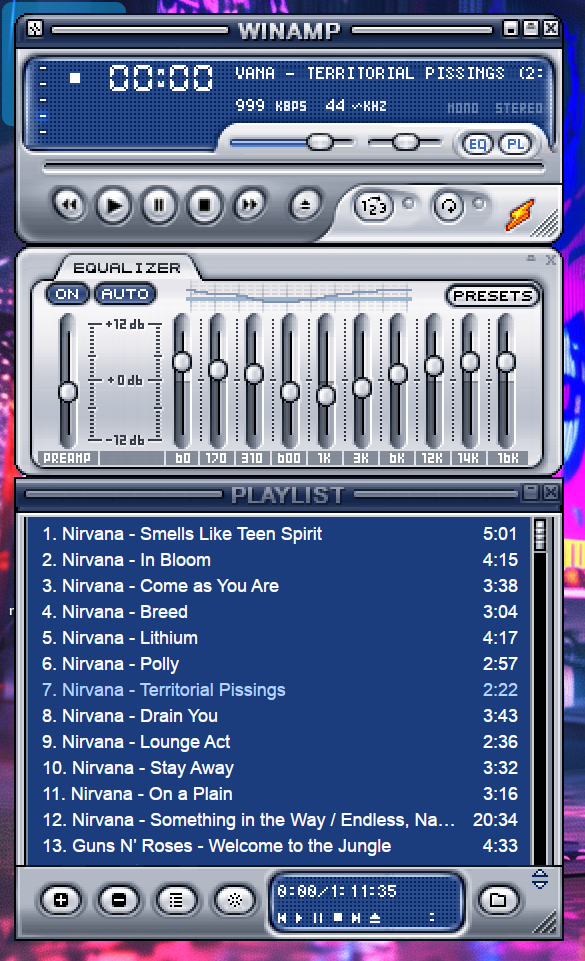 WINAMP
00:00
VANA - TERRITORIAL PISSINGS (2:
999 KBPS 44 KHZ
MONO STEREO
EQ PL
123
EQUALIZER
ON AUTO
PRESETS
+12db
+0db
-12db
PREAMP 60 170 310 600 1K 3K 6K 12K 14K 16K
PLAYLIST
1. Nirvana - Smells Like Teen Spirit 5:01
2. Nirvana - In Bloom 4:15
3. Nirvana - Come as You Are 3:38
4. Nirvana - Breed 3:04
5. Nirvana - Lithium 4:17
6. Nirvana - Polly 2:57
7. Nirvana - Territorial Pissings 2:22
8. Nirvana - Drain You 3:43
9. Nirvana - Lounge Act 2:36
10. Nirvana - Stay Away 3:32
11. Nirvana - On a Plain 3:16
12. Nirvana - Something in the Way / Endless, Na... 20:34
13. Guns N' Roses - Welcome to the Jungle 4:33
0:00/1:11:35
: